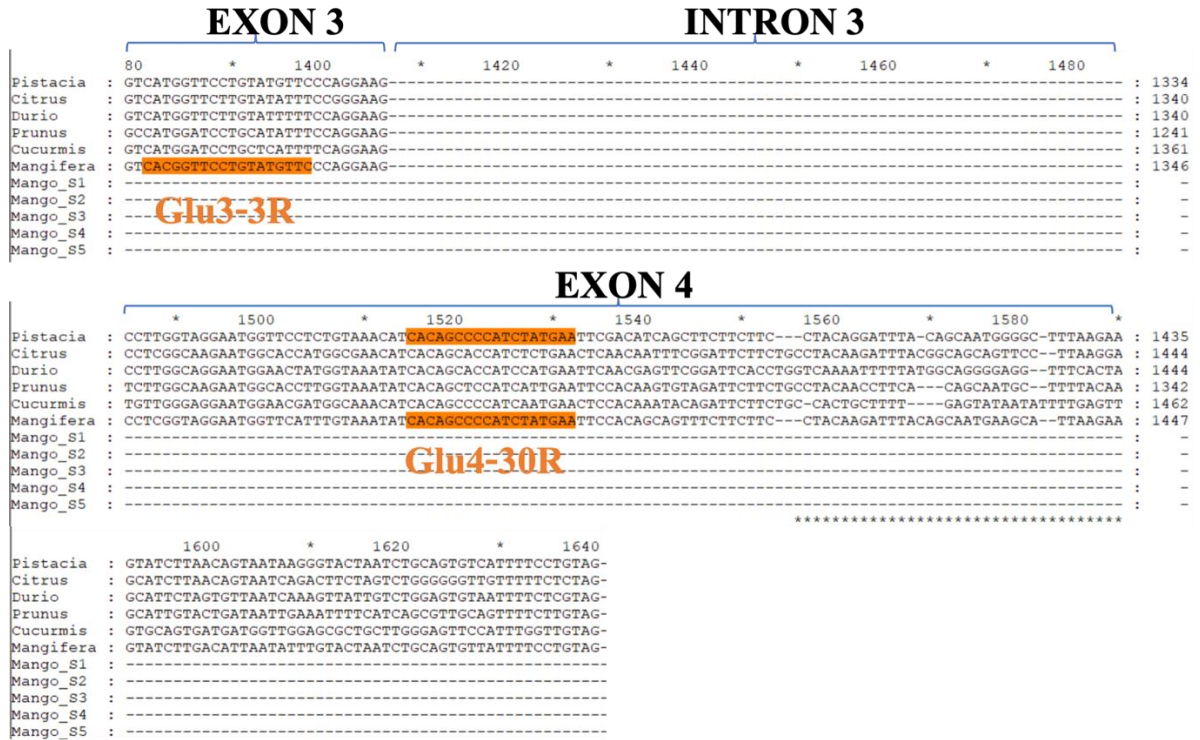 EXON 3 INTRON 3
80 * 1400 * 1420 * 1440 * 1460 * 1480
Pistacia : GTCATGGTTCCTGTATGTTCCCAGGAAG------------------------------------------------------------------------------- : 1334
Citrus : GTCATGGTTCTTGTATATTTCCGGGAAG------------------------------------------------------------------------------- : 1340
Durio : GTCATGGTTCTTGTATTTTTCCAGGAAG------------------------------------------------------------------------------- : 1340
Prunus : GCCATGGATCCTGCATATTTCCAGGAAG------------------------------------------------------------------------------- : 1241
Cucurmis : GTCATGGATCCTGCTCATTTTCAGGAAG------------------------------------------------------------------------------- : 1361
Mangifera : GTCACGGTTCCTGTATGTTCCCAGGAAG------------------------------------------------------------------------------- : 1346
Mango_S1 : ----------------------------------------------------------------------------------------------------------- : -
Mango_S2 : ----------------------------------------------------------------------------------------------------------- : -
Glu3-3R
Mango_S3 : ----------------------------------------------------------------------------------------------------------- : -
Mango_S4 : ----------------------------------------------------------------------------------------------------------- : -
Mango_S5 : ----------------------------------------------------------------------------------------------------------- : -
EXON 4
* 1500 * 1520 * 1540 * 1560 * 1580 *
Pistacia : CCTTGGTAGGAATGGTTCCTCTGTAAACATCACAGCCCCATCTATGAATTCGACATCAGCTTCTTCTTC---CTACAGGATTTA-CAGCAATGGGGC-TTTAAGAA : 1435
Citrus : CCTCGGCAAGAATGGCACCATGGCGAACATCACAGCACCATCTCTGAACTCAACAATTTCGGATTCTTCTGCCTACAAGATTTACGGCAGCAGTTCC--TTAAGGA : 1444
Durio : CCTTGGCAGGAATGGAACTATGGTAAATATCACAGCACCATCCATGAATTCAACGAGTTCGGATTCACCTGGTCAAAATTTTTATGGCAGGGGAGG--TTTCACTA : 1444
Prunus : TCTTGGCAAGAATGGCACCTTGGTAAATATCACAGCTCCATCATTGAATTCCACAAGTGTAGATTCTTCTGCCTACAACCTTCA---CAGCAATGC--TTTTACAA : 1342
Cucurmis : TGTTGGGAGGAATGGAACGATGGCAAACATCACAGCCCCATCAATGAACTCCACAAATACAGATTCTTCTGC-CACTGCTTTT----GAGTATAATATTTTGAGTT : 1462
Mangifera : CCTCGGTAGGAATGGTTCATTTGTAAATATCACAGCCCCATCTATGAATTCCACAGCAGTTTCTTCTTC---CTACAAGATTTACAGCAATGAAGCA--TTAAGAA : 1447
Mango_S1 : ---------------------------------------------------------------------------------------------------------- : -
Mango_S2 : ---------------------------------------------------------------------------------------------------------- : -
Glu4-30R
Mango_S3 : ---------------------------------------------------------------------------------------------------------- : -
Mango_S4 : ---------------------------------------------------------------------------------------------------------- : -
Mango_S5 : ---------------------------------------------------------------------------------------------------------- : -
***********************************
1600 * 1620 * 1640
Pistacia : GTATCTTAACAGTAATAAGGGTACTAATCTGCAGTGTCATTTTCCTGTAG-
Citrus : GCATCTTAACAGTAATCAGACTTCTAGTCTGGGGGGTTGTTTTTCTCTAG-
Durio : GCATTCTAGTGTTAATCAAAGTTATTGTCTGGAGTGTAATTTTCTCGTAG-
Prunus : GCATTGTACTGATAATTGAAATTTTCATCAGCGTTGCAGTTTTCTTGTAG-
Cucurmis : GTGCAGTGATGATGGTTGGAGCGCTGCTTGGGAGTTCCATTTGGTTGTAG-
Mangifera : GTATCTTGACATTAATATTTGTACTAATCTGCAGTGTTATTTTCCTGTAG-
Mango_S1 : ---------------------------------------------------
Mango_S2 : ---------------------------------------------------
Mango_S3 : ---------------------------------------------------
Mango_S4 : ---------------------------------------------------
Mango_S5 : ---------------------------------------------------